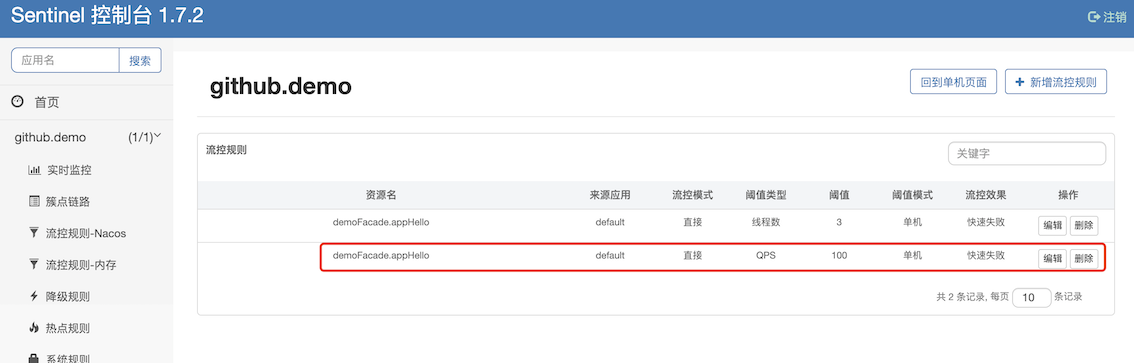 Sentinel 控制台 1.7.2
注销
应用名
搜索
首页
github.demo (1/1)
实时监控
簇点链路
流控规则-Nacos
流控规则-内存
降级规则
热点规则
系统规则
github.demo
回到单机页面
新增流控规则
流控规则
关键字
资源名 来源应用 流控模式 阈值类型 阈值 阈值模式 流控效果 操作
demoFacade.appHello default 直接 线程数 3 单机 快速失败 编辑 删除
demoFacade.appHello default 直接 QPS 100 单机 快速失败 编辑 删除
共 2 条记录, 每页 10 条记录